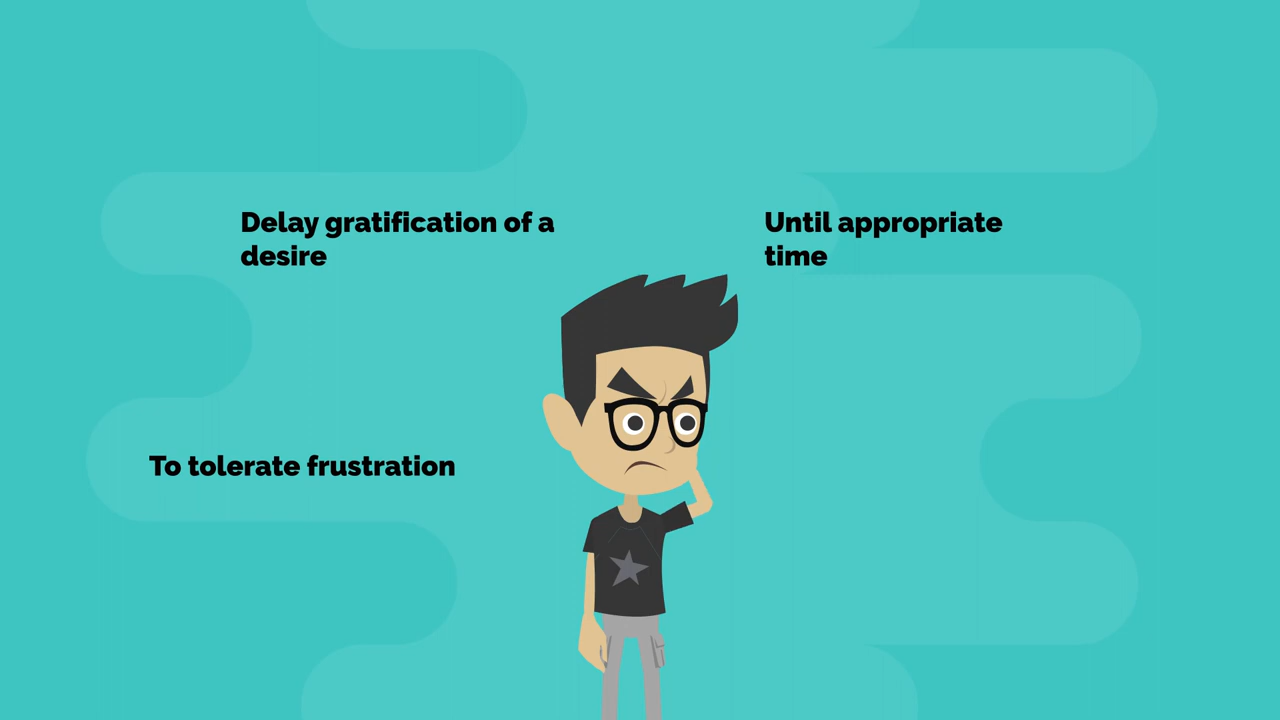 Delay gratification of a
desire
Until appropriate
time
To tolerate frustration